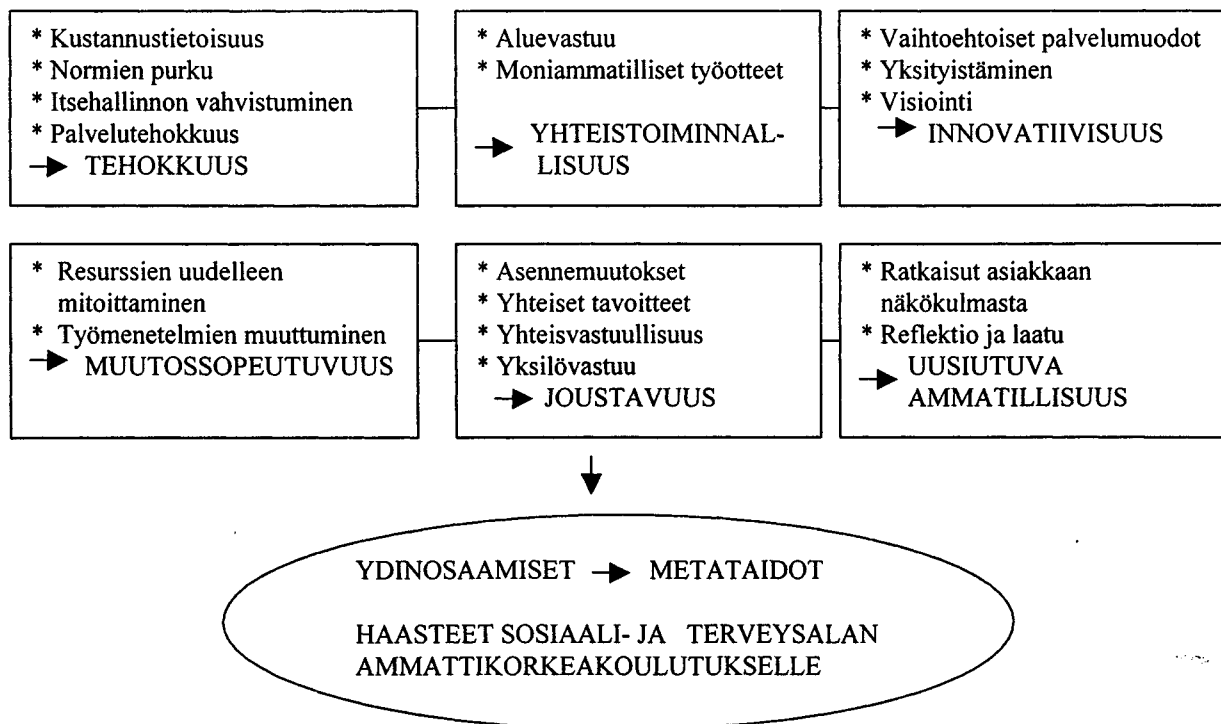 * Kustannustietoisuus
* Normien purku
* Itsehallinnon vahvistuminen
* Palvelutehokkuus
→ TEHOKKUUS
* Aluevastuu
* Moniammatilliset työotteet
→ YHTEISTOIMINNAL-
LISUUS
* Vaihtoehtoiset palvelumuodot
* Yksityistäminen
* Visiointi
→ INNOVATIIVISUUS
* Resurssien uudelleen
mitoittaminen
* Työmenetelmien muuttuminen
→ MUUTOSSOPEUTUVUUS
* Asennemuutokset
* Yhteiset tavoitteet
* Yhteisvastuullisuus
* Yksilövastuu
→ JOUSTAVUUS
* Ratkaisut asiakkaan
näkökulmasta
* Reflektio ja laatu
→ UUSIUTUVA
AMMATILLISUUS
YDINOSAAMISET → METATAIDOT
HAASTEET SOSIAALI- JA TERVEYSALAN
AMMATTIKORKEAKOULUTUKSELLE